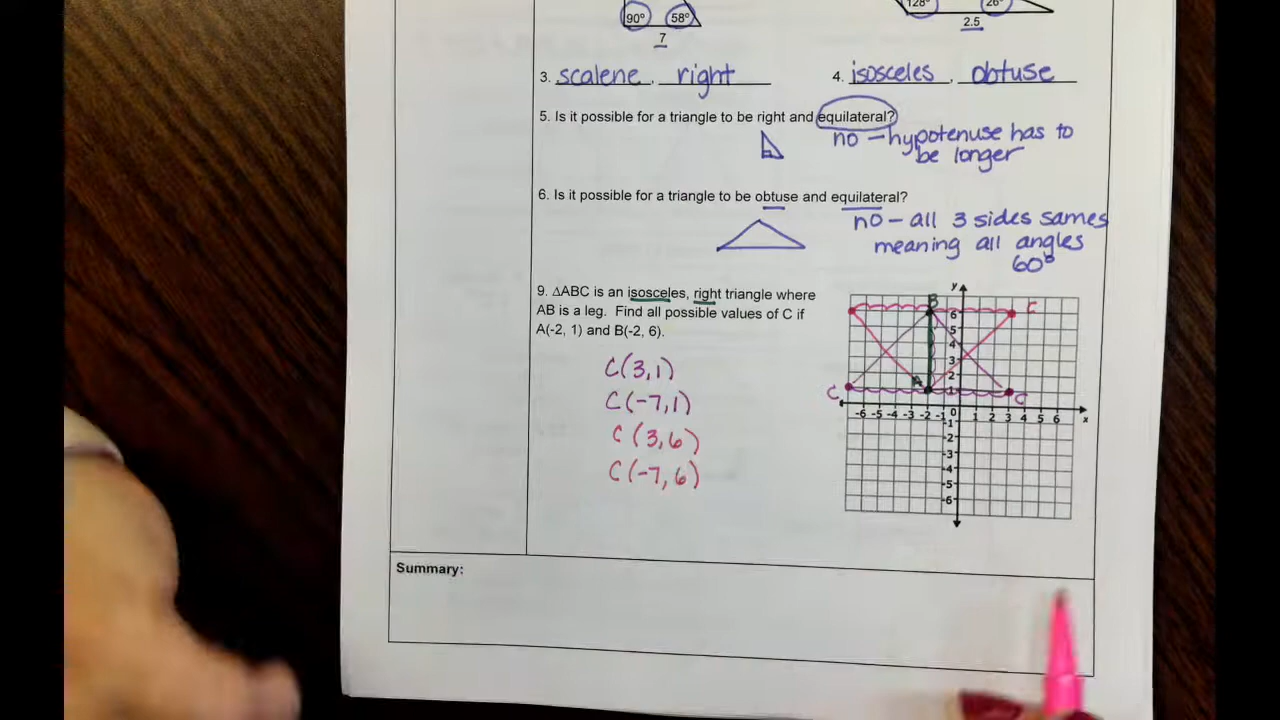 90° 58°
7
128° 26°
2.5
3. scalene, right
4. isosceles, obtuse
5. Is it possible for a triangle to be right and equilateral?
no – hypotenuse has to
be longer
6. Is it possible for a triangle to be obtuse and equilateral?
no – all 3 sides sames
meaning all angles
60°
9. ΔABC is an isosceles, right triangle where
AB is a leg. Find all possible values of C if
A(-2, 1) and B(-2, 6).
C(3,1)
C(-7,1)
C(3,6)
C(-7,6)
y
B C
6
5
4
3
2
A 1
C C
-6 -5 -4 -3 -2 -1 0 1 2 3 4 5 6 x
-1
-2
-3
-4
-5
-6
Summary: